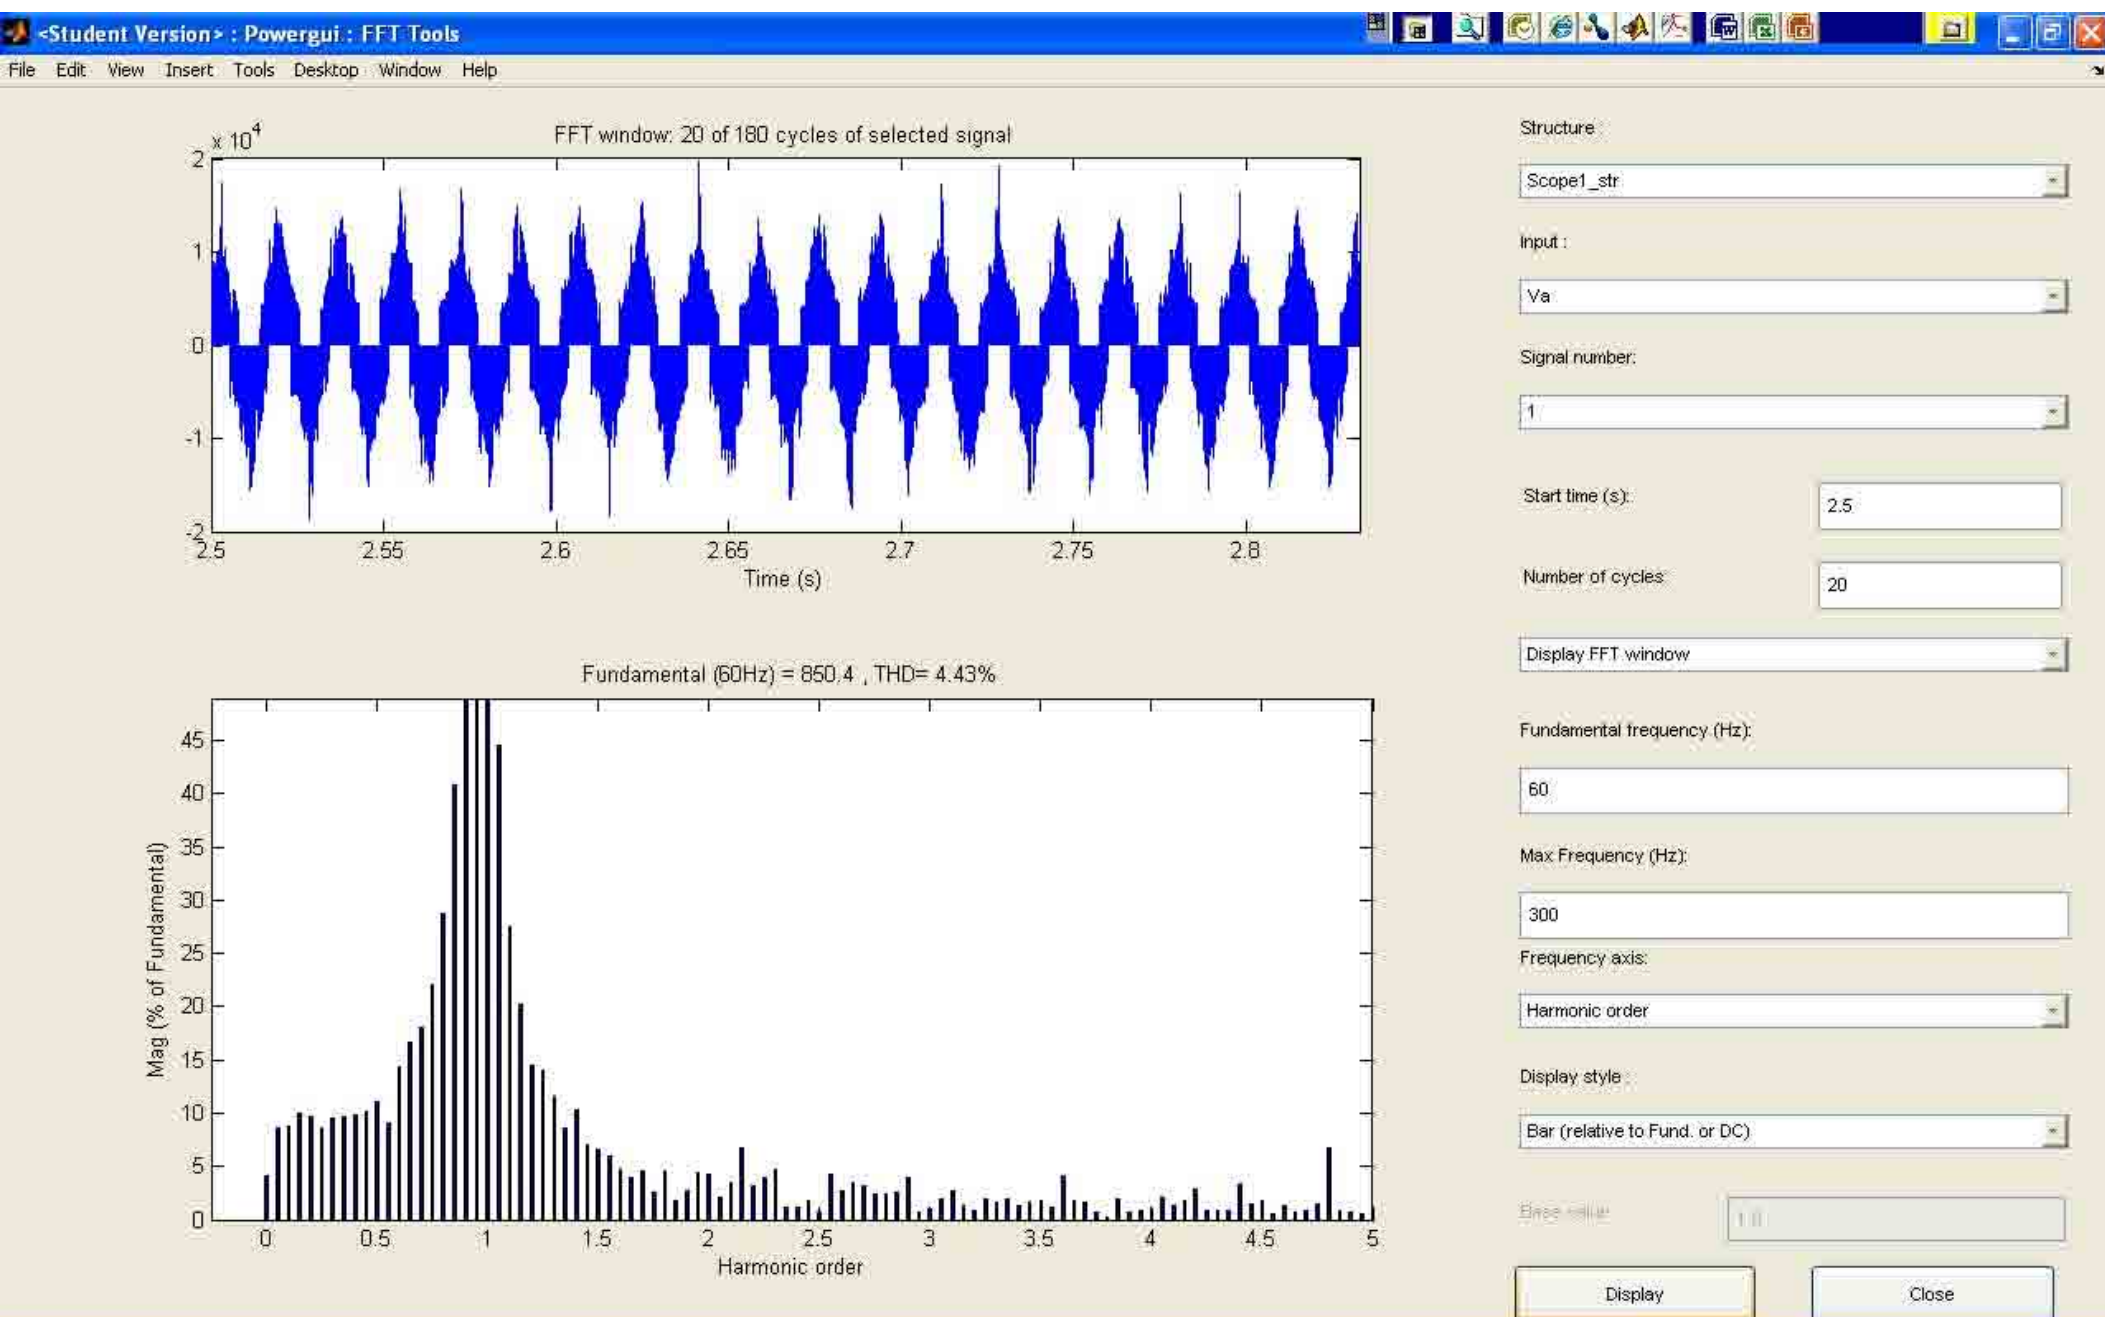 <Student Version> : Powergui : FFT Tools
File Edit View Insert Tools Desktop Window Help
x 10^4
FFT window: 20 of 180 cycles of selected signal
2
1
0
-1
-2
2.5 2.55 2.6 2.65 2.7 2.75 2.8
Time (s)
Fundamental (60Hz) = 850.4 , THD= 4.43%
Mag (% of Fundamental)
45
40
35
30
25
20
15
10
5
0
0 0.5 1 1.5 2 2.5 3 3.5 4 4.5 5
Harmonic order
Structure :
Scope1_str
Input :
Va
Signal number:
1
Start time (s):
2.5
Number of cycles:
20
Display FFT window
Fundamental frequency (Hz):
60
Max Frequency (Hz):
300
Frequency axis:
Harmonic order
Display style :
Bar (relative to Fund. or DC)
Base value:
1.0
Display Close